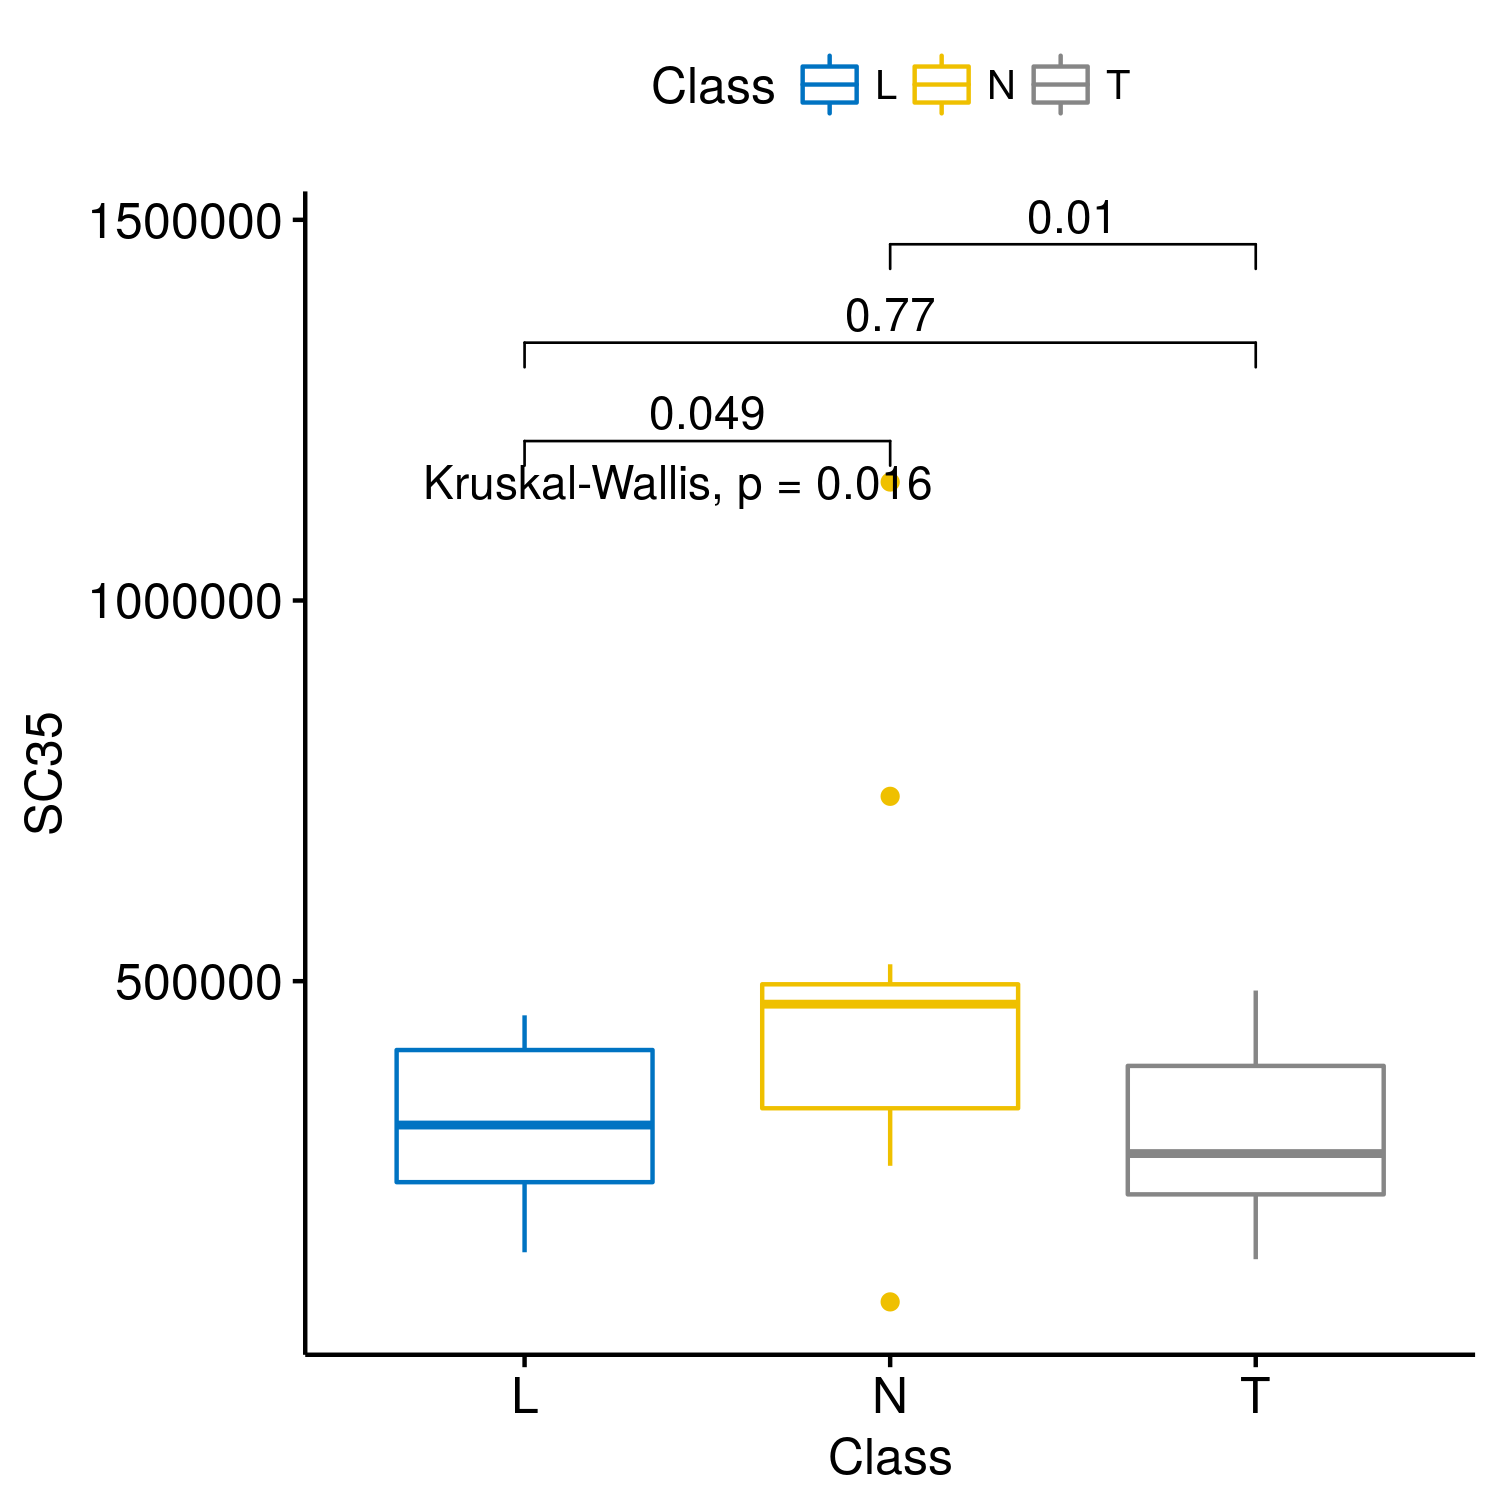 Class L N T
1500000
1000000
500000
SC35
0.01
0.77
0.049
Kruskal-Wallis, p = 0.016
L N T
Class